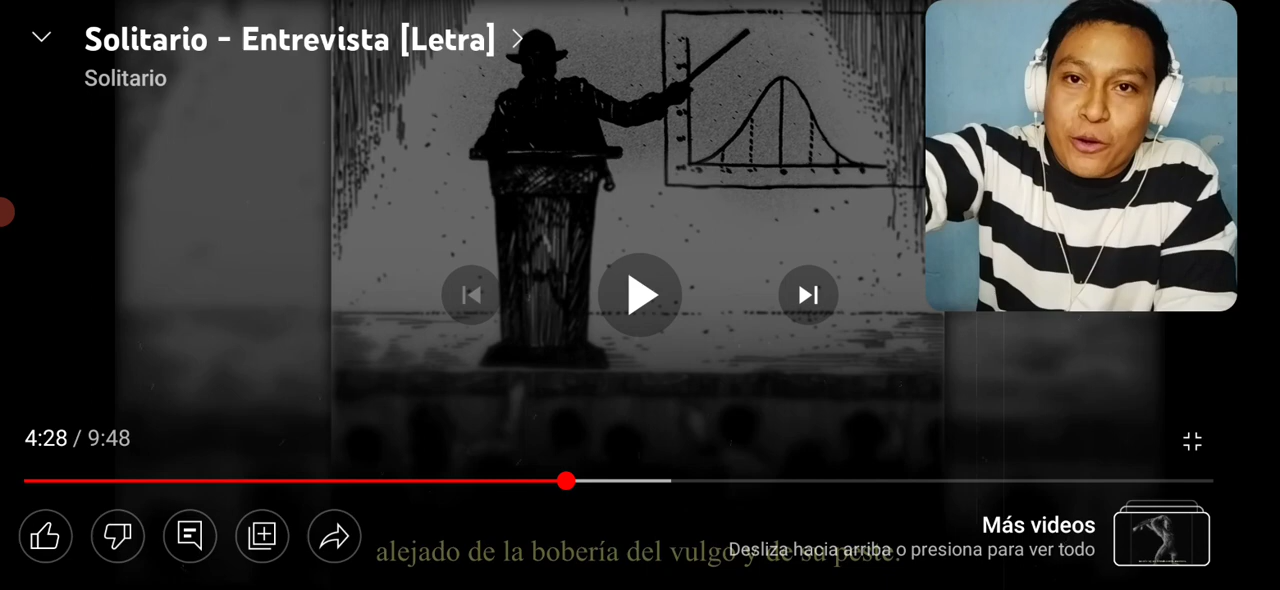 Solitario - Entrevista [Letra]
Solitario
4:28 / 9:48
Más videos
Desliza hacia arriba o presiona para ver todo
alejado de la bobería del vulgo y de su peste.